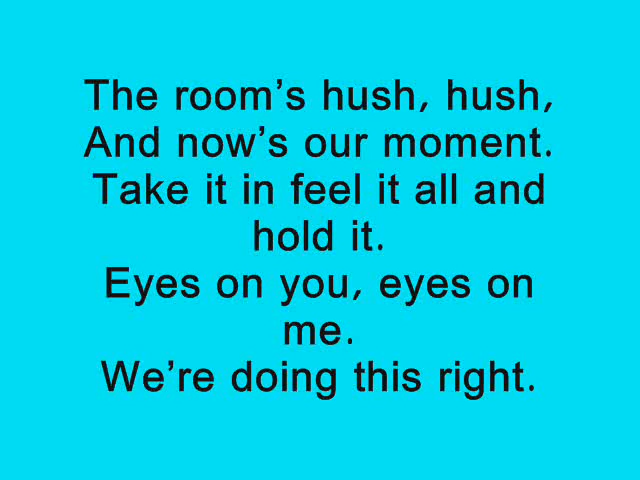 The room’s hush, hush,
And now’s our moment.
Take it in feel it all and
hold it.
Eyes on you, eyes on
me.
We’re doing this right.